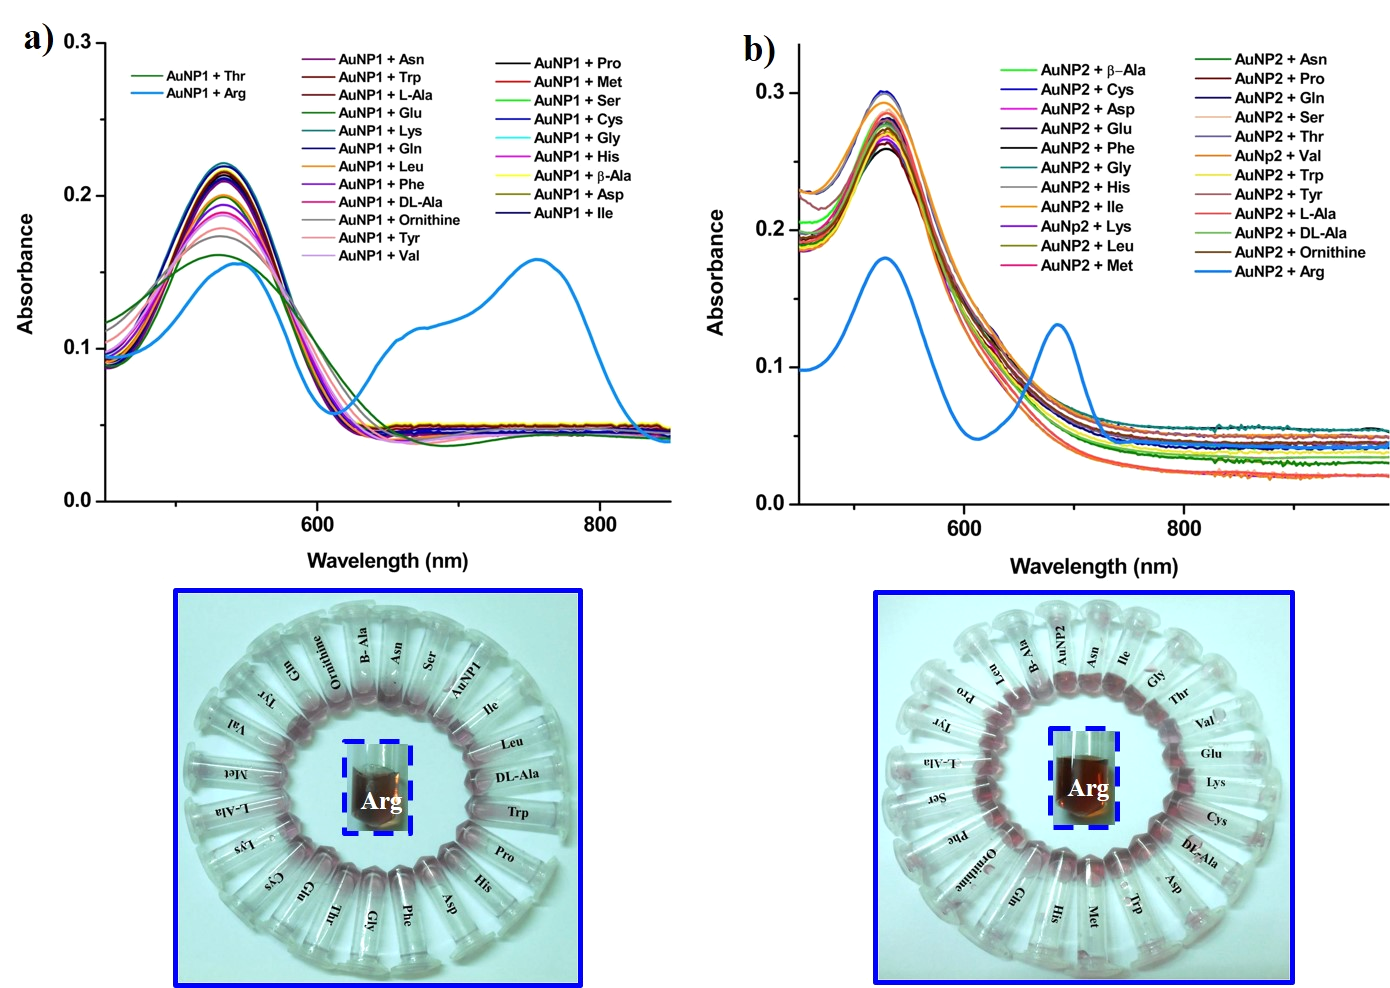 a)
0.3
0.2
0.1
0.0
Absorbance
600
800
Wavelength (nm)
AuNP1 + Thr
AuNP1 + Arg
AuNP1 + Asn
AuNP1 + Trp
AuNP1 + L-Ala
AuNP1 + Glu
AuNP1 + Lys
AuNP1 + Gln
AuNP1 + Leu
AuNP1 + Phe
AuNP1 + DL-Ala
AuNP1 + Ornithine
AuNP1 + Tyr
AuNP1 + Val
AuNP1 + Pro
AuNP1 + Met
AuNP1 + Ser
AuNP1 + Cys
AuNP1 + Gly
AuNP1 + His
AuNP1 + β-Ala
AuNP1 + Asp
AuNP1 + Ile
b)
0.3
0.2
0.1
0.0
Absorbance
600
800
Wavelength (nm)
AuNP2 + β–Ala
AuNP2 + Cys
AuNP2 + Asp
AuNP2 + Glu
AuNP2 + Phe
AuNP2 + Gly
AuNP2 + His
AuNP2 + Ile
AuNp2 + Lys
AuNP2 + Leu
AuNP2 + Met
AuNP2 + Asn
AuNP2 + Pro
AuNP2 + Gln
AuNP2 + Ser
AuNP2 + Thr
AuNp2 + Val
AuNP2 + Trp
AuNP2 + Tyr
AuNP2 + L-Ala
AuNP2 + DL-Ala
AuNP2 + Ornithine
AuNP2 + Arg
B- Ala
Asn
Ser
AuNP1
Ile
Leu
DL-Ala
Trp
Pro
His
Asp
Phe
Gly
Thr
Glu
Cys
Lys
L-Ala
Met
Val
Tyr
Gln
Ornithine
Arg
AuNP2
Asn
Ile
Gly
Thr
Val
Glu
Lys
Cys
DL-Ala
Asp
Trp
Met
His
Gln
Ornithine
Phe
Ser
L-Ala
Tyr
Pro
Leu
B-Ala
Arg